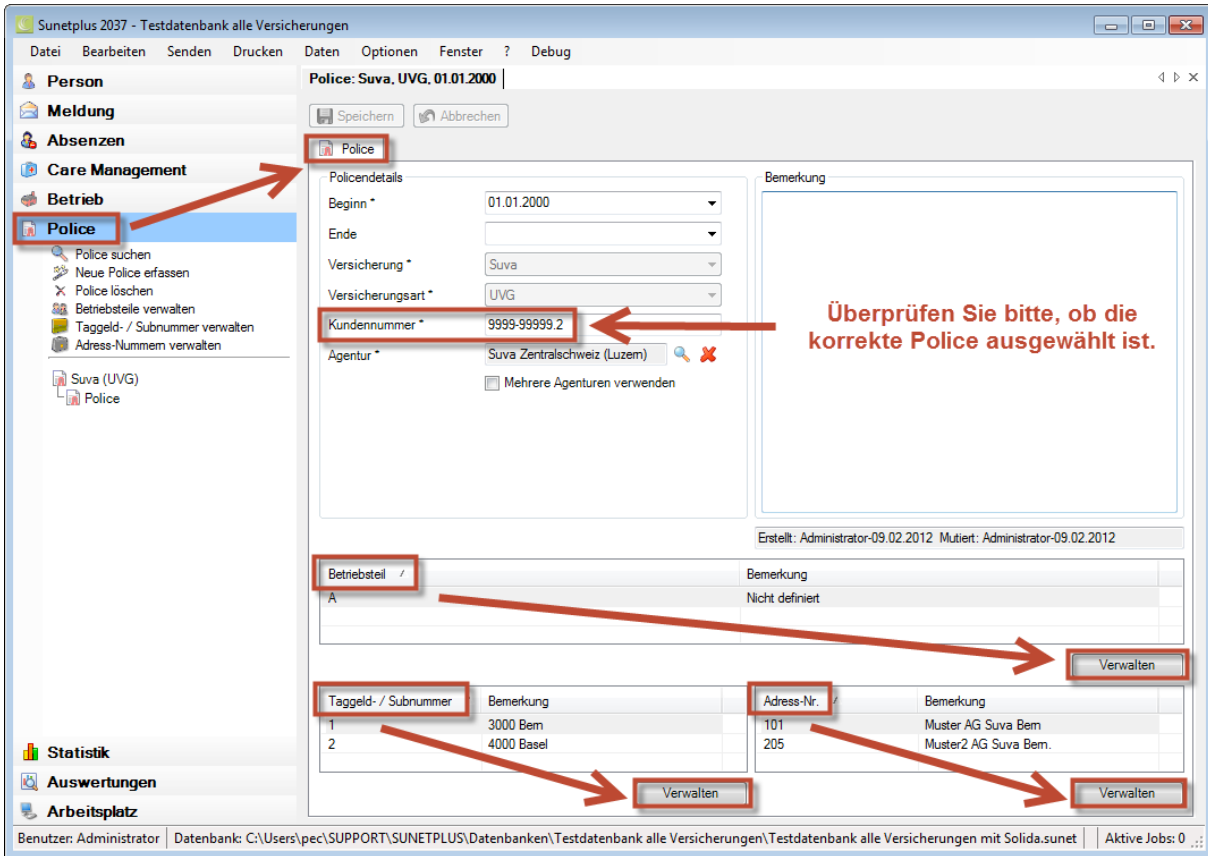 Sunetplus 2037 - Testdatenbank alle Versicherungen
Datei Bearbeiten Senden Drucken Daten Optionen Fenster ? Debug
Person
Meldung
Absenzen
Care Management
Betrieb
Police
Police suchen
Neue Police erfassen
Police löschen
Betriebsteile verwalten
Taggeld- / Subnummer verwalten
Adress-Nummern verwalten
Suva (UVG)
Police
Statistik
Auswertungen
Arbeitsplatz
Police: Suva, UVG, 01.01.2000
Speichern Abbrechen
Police
Policendetails
Beginn * 01.01.2000
Ende
Versicherung * Suva
Versicherungsart * UVG
Kundennummer * 9999-99999.2
Agentur * Suva Zentralschweiz (Luzern)
Mehrere Agenturen verwenden
Bemerkung
Überprüfen Sie bitte, ob die
korrekte Police ausgewählt ist.
Erstellt: Administrator-09.02.2012 Mutiert: Administrator-09.02.2012
Betriebsteil Bemerkung
A Nicht definiert
Verwalten
Taggeld- / Subnummer Bemerkung
1 3000 Bern
2 4000 Basel
Verwalten
Adress-Nr. Bemerkung
101 Muster AG Suva Bern
205 Muster2 AG Suva Bern.
Verwalten
Benutzer: Administrator Datenbank: C:\Users\pec\SUPPORT\SUNETPLUS\Datenbanken\Testdatenbank alle Versicherungen\Testdatenbank alle Versicherungen mit Solida.sunet Aktive Jobs: 0